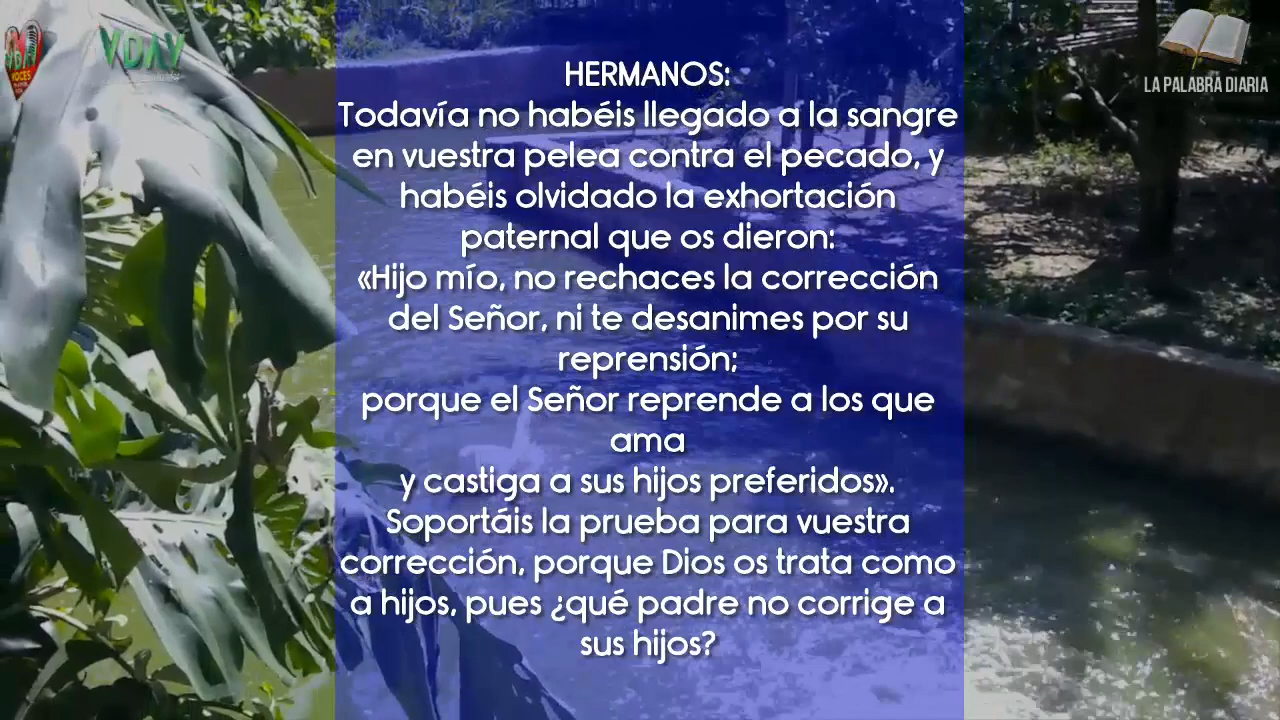 VDAV
VOCES
LA PALABRA DIARIA
HERMANOS:
Todavía no habéis llegado a la sangre
en vuestra pelea contra el pecado, y
habéis olvidado la exhortación
paternal que os dieron:
«Hijo mío, no rechaces la corrección
del Señor, ni te desanimes por su
reprensión;
porque el Señor reprende a los que
ama
y castiga a sus hijos preferidos».
Soportáis la prueba para vuestra
corrección, porque Dios os trata como
a hijos, pues ¿qué padre no corrige a
sus hijos?